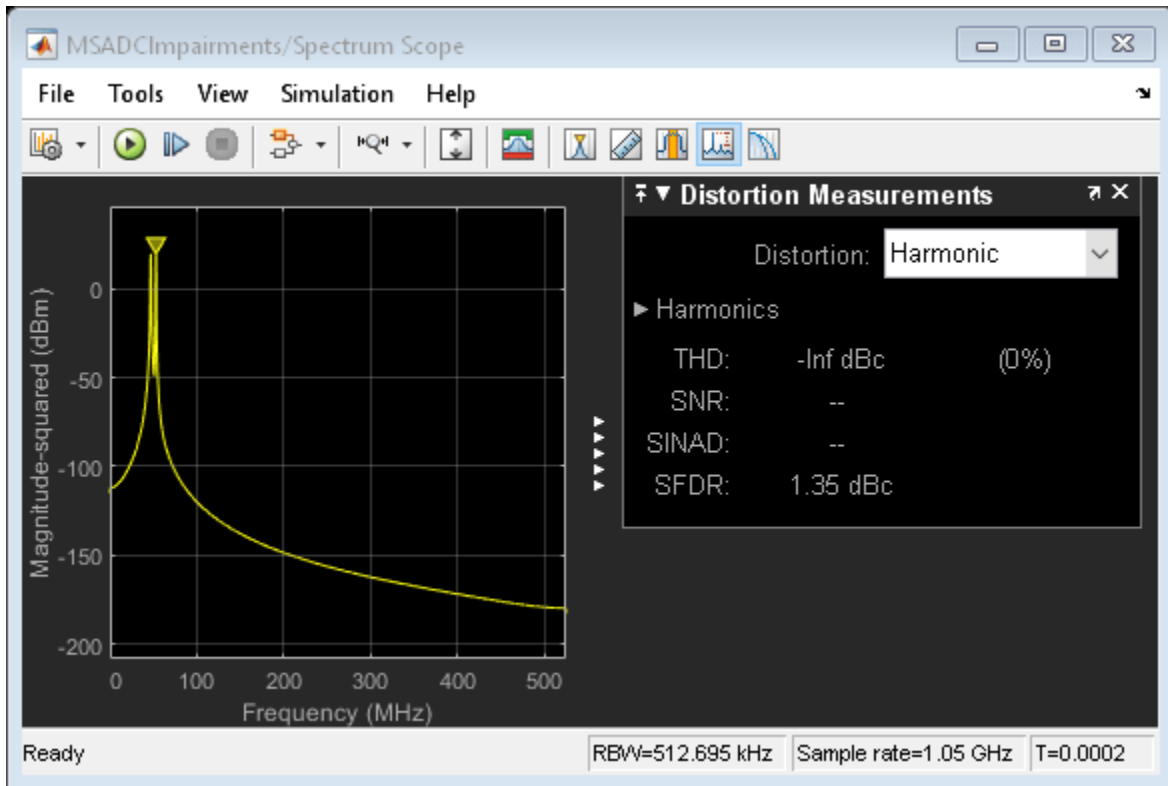 MSADCImpairments/Spectrum Scope
File Tools View Simulation Help
Distortion Measurements
Distortion: Harmonic
Harmonics
THD: -Inf dBc (0%)
SNR: --
SINAD: --
SFDR: 1.35 dBc
Magnitude-squared (dBm)
0
-50
-100
-150
-200
0 100 200 300 400 500
Frequency (MHz)
Ready RBW=512.695 kHz Sample rate=1.05 GHz T=0.0002